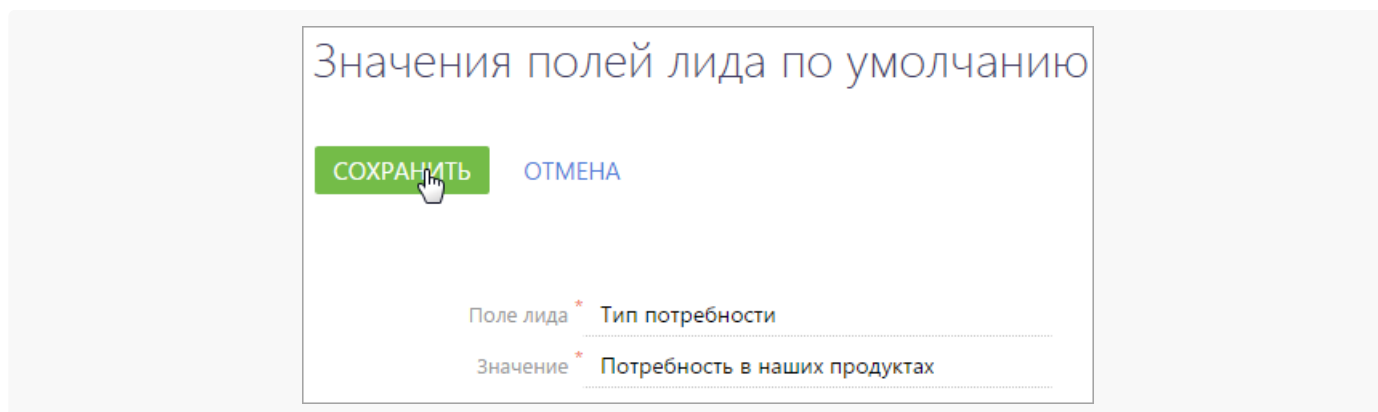 Значения полей лида по умолчанию
СОХРАНИТЬ ОТМЕНА
Поле лида * Тип потребности
Значение * Потребность в наших продуктах